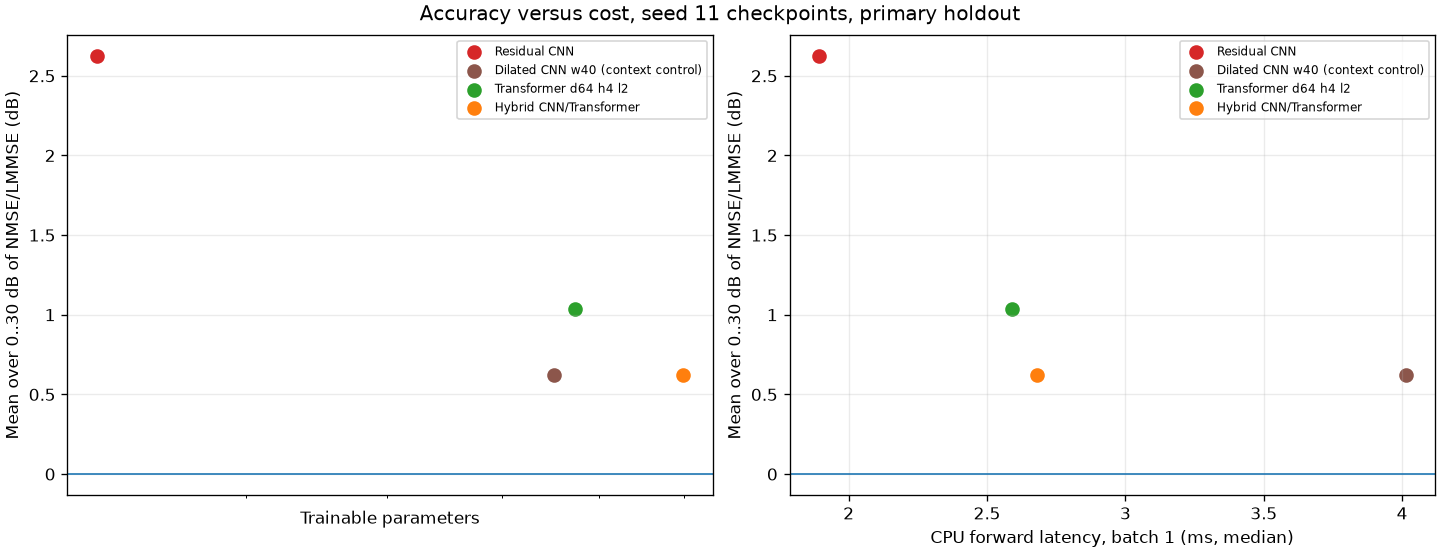 Accuracy versus cost, seed 11 checkpoints, primary holdout
Mean over 0..30 dB of NMSE/LMMSE (dB)
2.5
2
1.5
1
0.5
0
Residual CNN
Dilated CNN w40 (context control)
Transformer d64 h4 l2
Hybrid CNN/Transformer
Trainable parameters
Mean over 0..30 dB of NMSE/LMMSE (dB)
2.5
2
1.5
1
0.5
0
Residual CNN
Dilated CNN w40 (context control)
Transformer d64 h4 l2
Hybrid CNN/Transformer
2 2.5 3 3.5 4
CPU forward latency, batch 1 (ms, median)